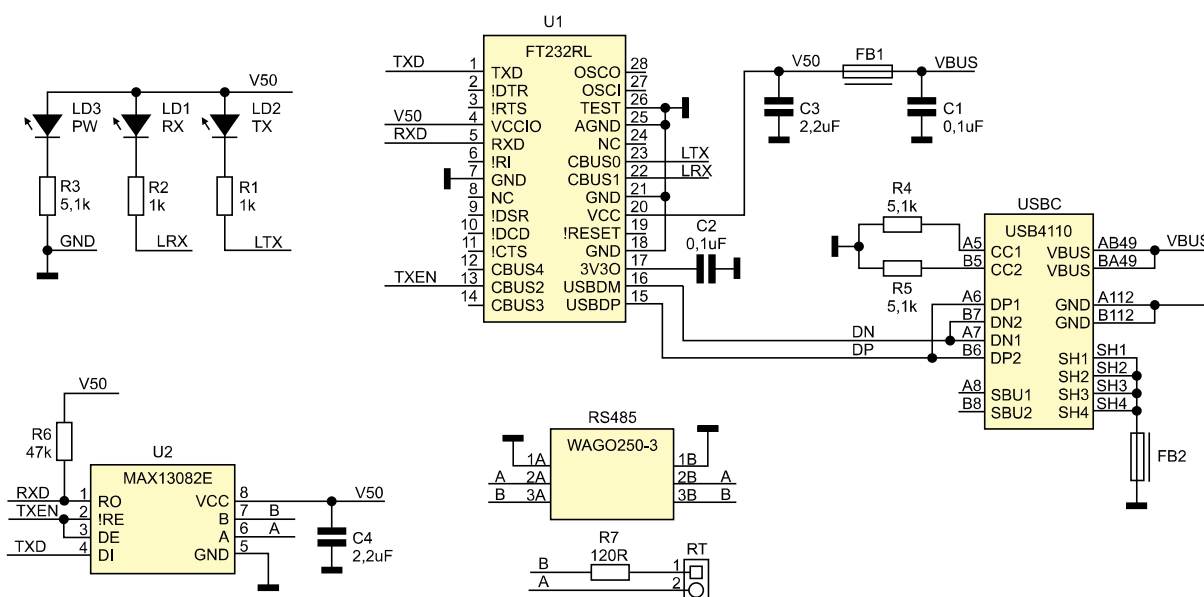 V50
LD3
PW
LD1
RX
LD2
TX
R3
5,1k
R2
1k
R1
1k
GND
LRX
LTX
U1
FT232RL
TXD
1
TXD
2
!DTR
3
!RTS
V50
4
VCCIO
RXD
5
RXD
6
!RI
7
GND
8
NC
9
!DSR
10
!DCD
11
!CTS
12
CBUS4
TXEN
13
CBUS2
14
CBUS3
OSCO
28
OSCI
27
TEST
26
AGND
25
NC
24
CBUS0
23
LTX
CBUS1
22
LRX
GND
21
VCC
20
!RESET
19
GND
18
3V3O
17
USBDM
16
USBDP
15
C2
0,1uF
V50
FB1
VBUS
C3
2,2uF
C1
0,1uF
DN
DP
R4
5,1k
R5
5,1k
USBC
USB4110
A5
CC1
B5
CC2
A6
DP1
B7
DN2
A7
DN1
B6
DP2
A8
SBU1
B8
SBU2
VBUS
AB49
VBUS
VBUS
BA49
GND
A112
GND
B112
SH1
SH1
SH2
SH2
SH3
SH3
SH4
SH4
FB2
V50
R6
47k
U2
MAX13082E
RXD
1
RO
TXEN
2
!RE
3
DE
TXD
4
DI
VCC
8
V50
B
7
B
A
6
A
GND
5
C4
2,2uF
RS485
WAGO250-3
1A
A
2A
B
3A
1B
2B
A
3B
B
R7
120R
RT
B
1
A
2